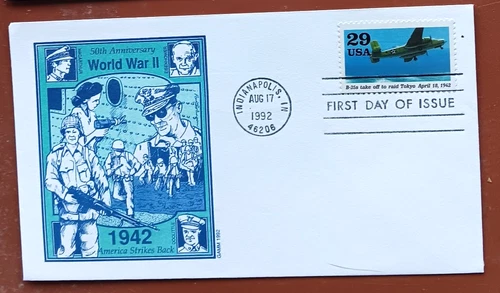 50th Anniversary
World War II
1942
America Strikes Back
GAMM 1992
INDIANAPOLIS, IN
AUG 17
1992
46206
29
USA
B-25s take off to raid Tokyo April 18, 1942
FIRST DAY OF ISSUE